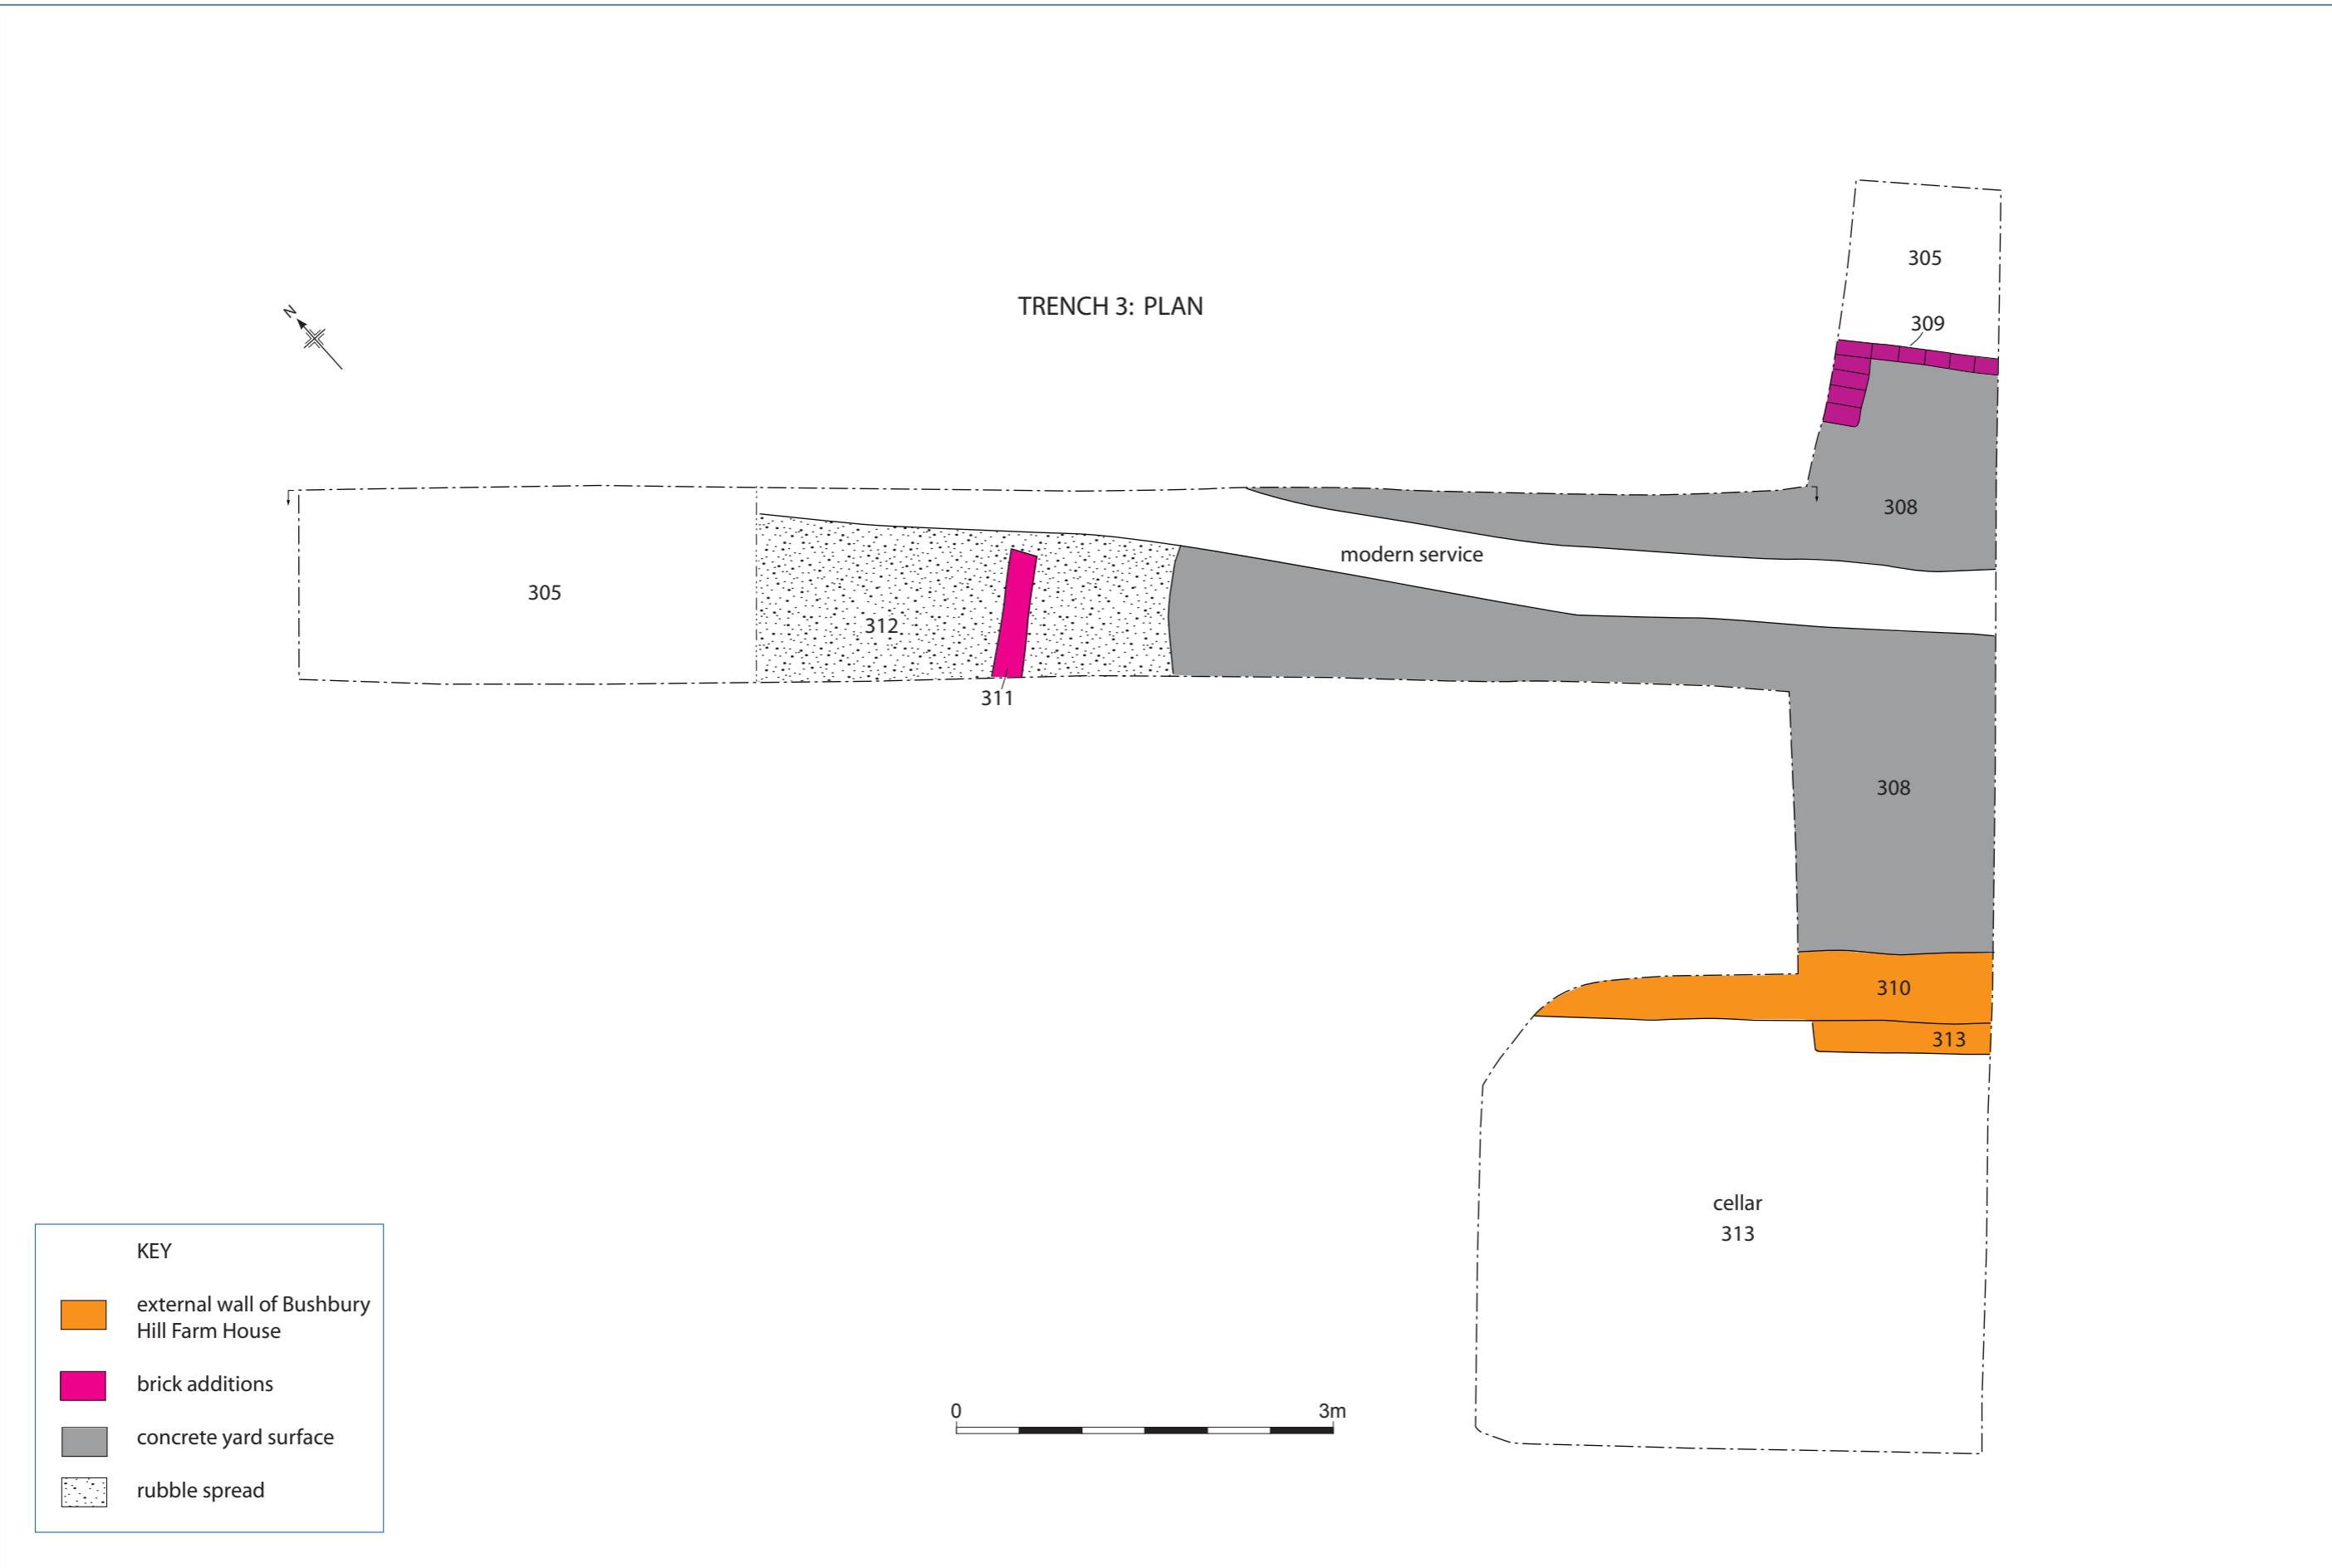 305
309
TRENCH 3: PLAN
N
308
modern service
305
312
311
308
310
313
cellar
313
KEY
external wall of Bushbury
Hill Farm House
brick additions
concrete yard surface
rubble spread
0 3m